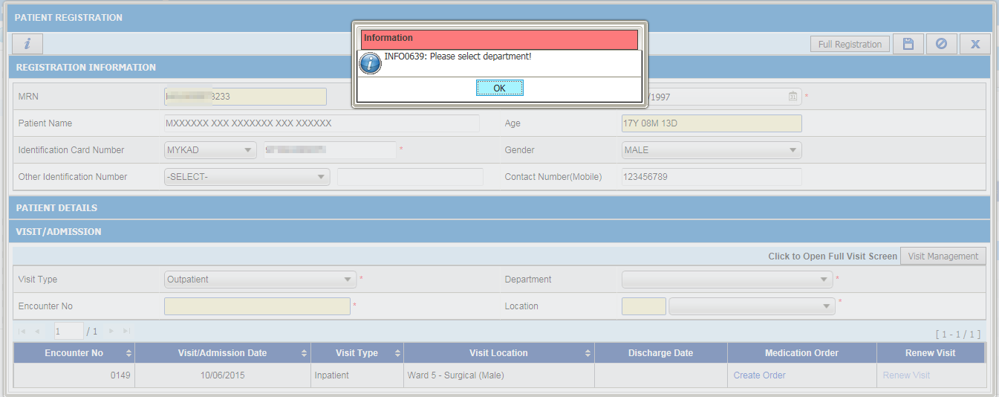 PATIENT REGISTRATION
Information
INFO0639: Please select department!
OK
Full Registration
REGISTRATION INFORMATION
MRN 3233 /1997 *
Patient Name MXXXXXX XXX XXXXXXX XXX XXXXXX Age 17Y 08M 13D
Identification Card Number MYKAD * Gender MALE
Other Identification Number -SELECT- Contact Number(Mobile) 123456789
PATIENT DETAILS
VISIT/ADMISSION
Click to Open Full Visit Screen Visit Management
Visit Type Outpatient * Department *
Encounter No * Location *
1 / 1 [ 1 - 1 / 1 ]
Encounter No Visit/Admission Date Visit Type Visit Location Discharge Date Medication Order Renew Visit
0149 10/06/2015 Inpatient Ward 5 - Surgical (Male) Create Order Renew Visit